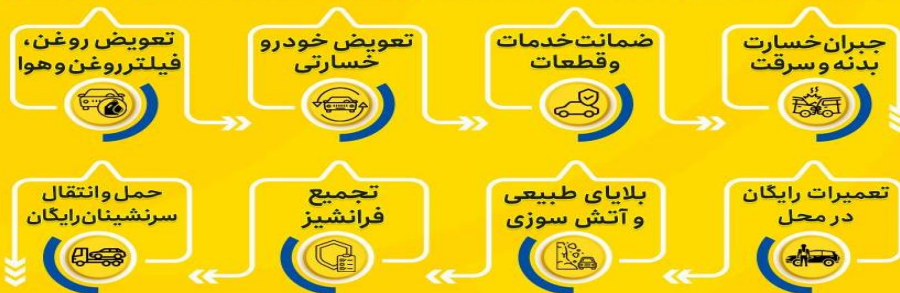 جبران خسارت
بدنه و سرقت
ضمانت خدمات
و قطعات
تعویض خودرو
خسارتی
تعویض روغن،
فیلتر روغن و هوا
تعمیرات رایگان
در محل
بلایای طبیعی
و آتش سوزی
تجمیع
فرانشیز
حمل و انتقال
سرنشینان رایگان